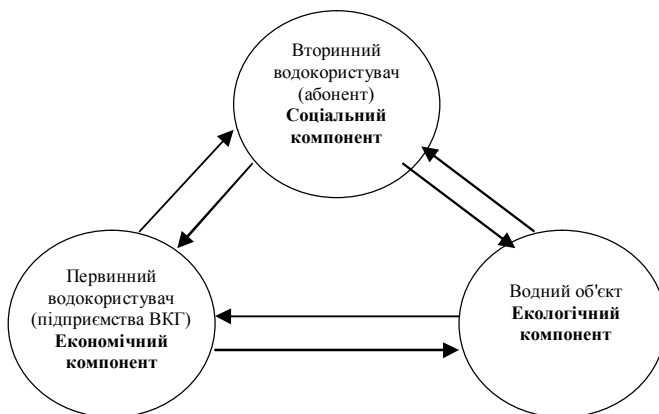 Вторинний
водокористувач
(абонент)
Соціальний
компонент
Первинний
водокористувач
(підприємства ВКГ)
Економічний
компонент
Водний об'єкт
Екологічний
компонент